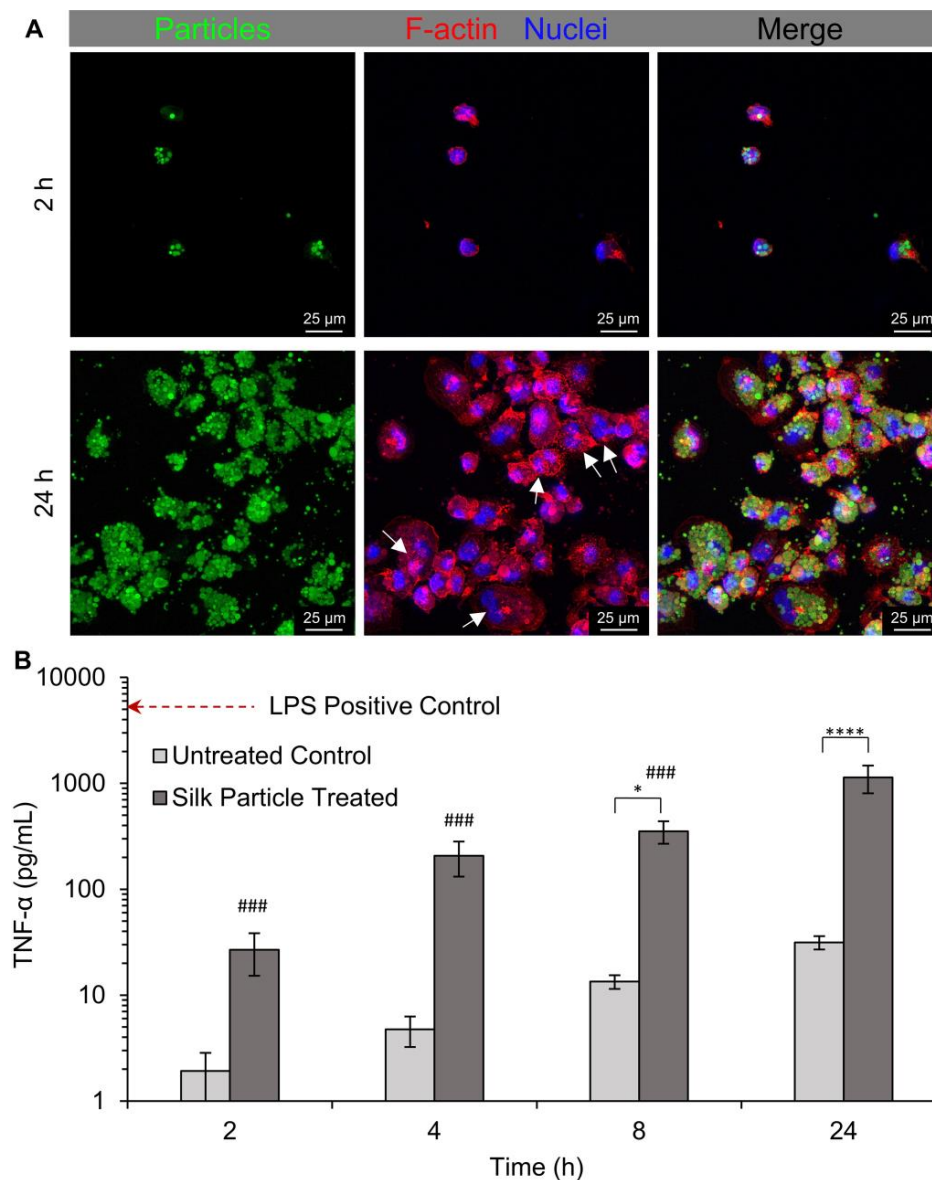 A
Particles F-actin Nuclei Merge
2 h
25 µm 25 µm 25 µm
24 h
25 µm 25 µm 25 µm
B
10000
LPS Positive Control
Untreated Control
Silk Particle Treated
1000
100
10
1
TNF-α (pg/mL)
###
###
###
*
****
2 4 8 24
Time (h)